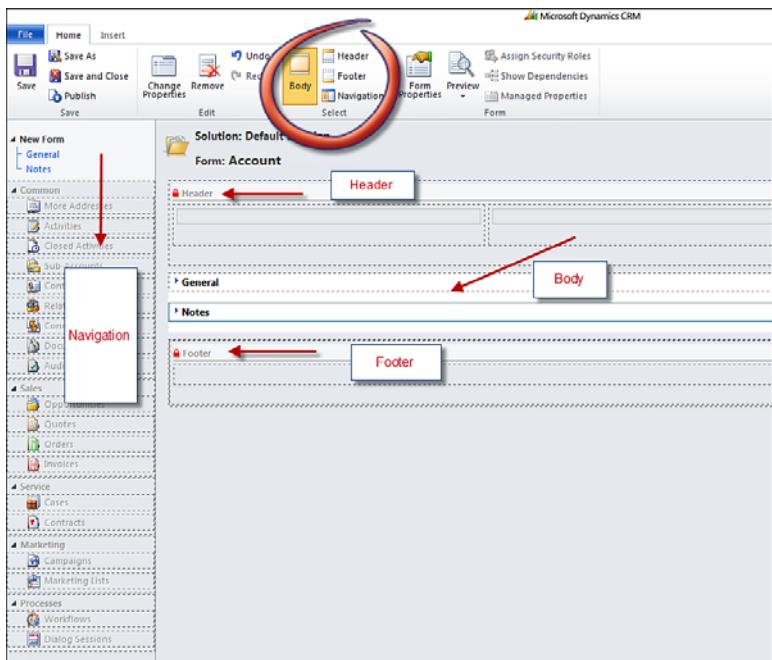 Microsoft Dynamics CRM
File Home Insert
Save
Save As
Save and Close
Publish
Save
Change Properties
Remove
Undo
Edit
Body
Header
Footer
Navigation
Select
Form Properties
Preview
Assign Security Roles
Show Dependencies
Managed Properties
Form
New Form
General
Notes
Common
More Addresses
Activities
Closed Activities
Sub-Accounts
Sales
Opportunities
Quotes
Orders
Invoices
Service
Cases
Contracts
Marketing
Campaigns
Marketing Lists
Processes
Workflows
Dialog Sessions
Navigation
Solution: Default
Form: Account
Header
Header
General
Body
Notes
Footer
Footer